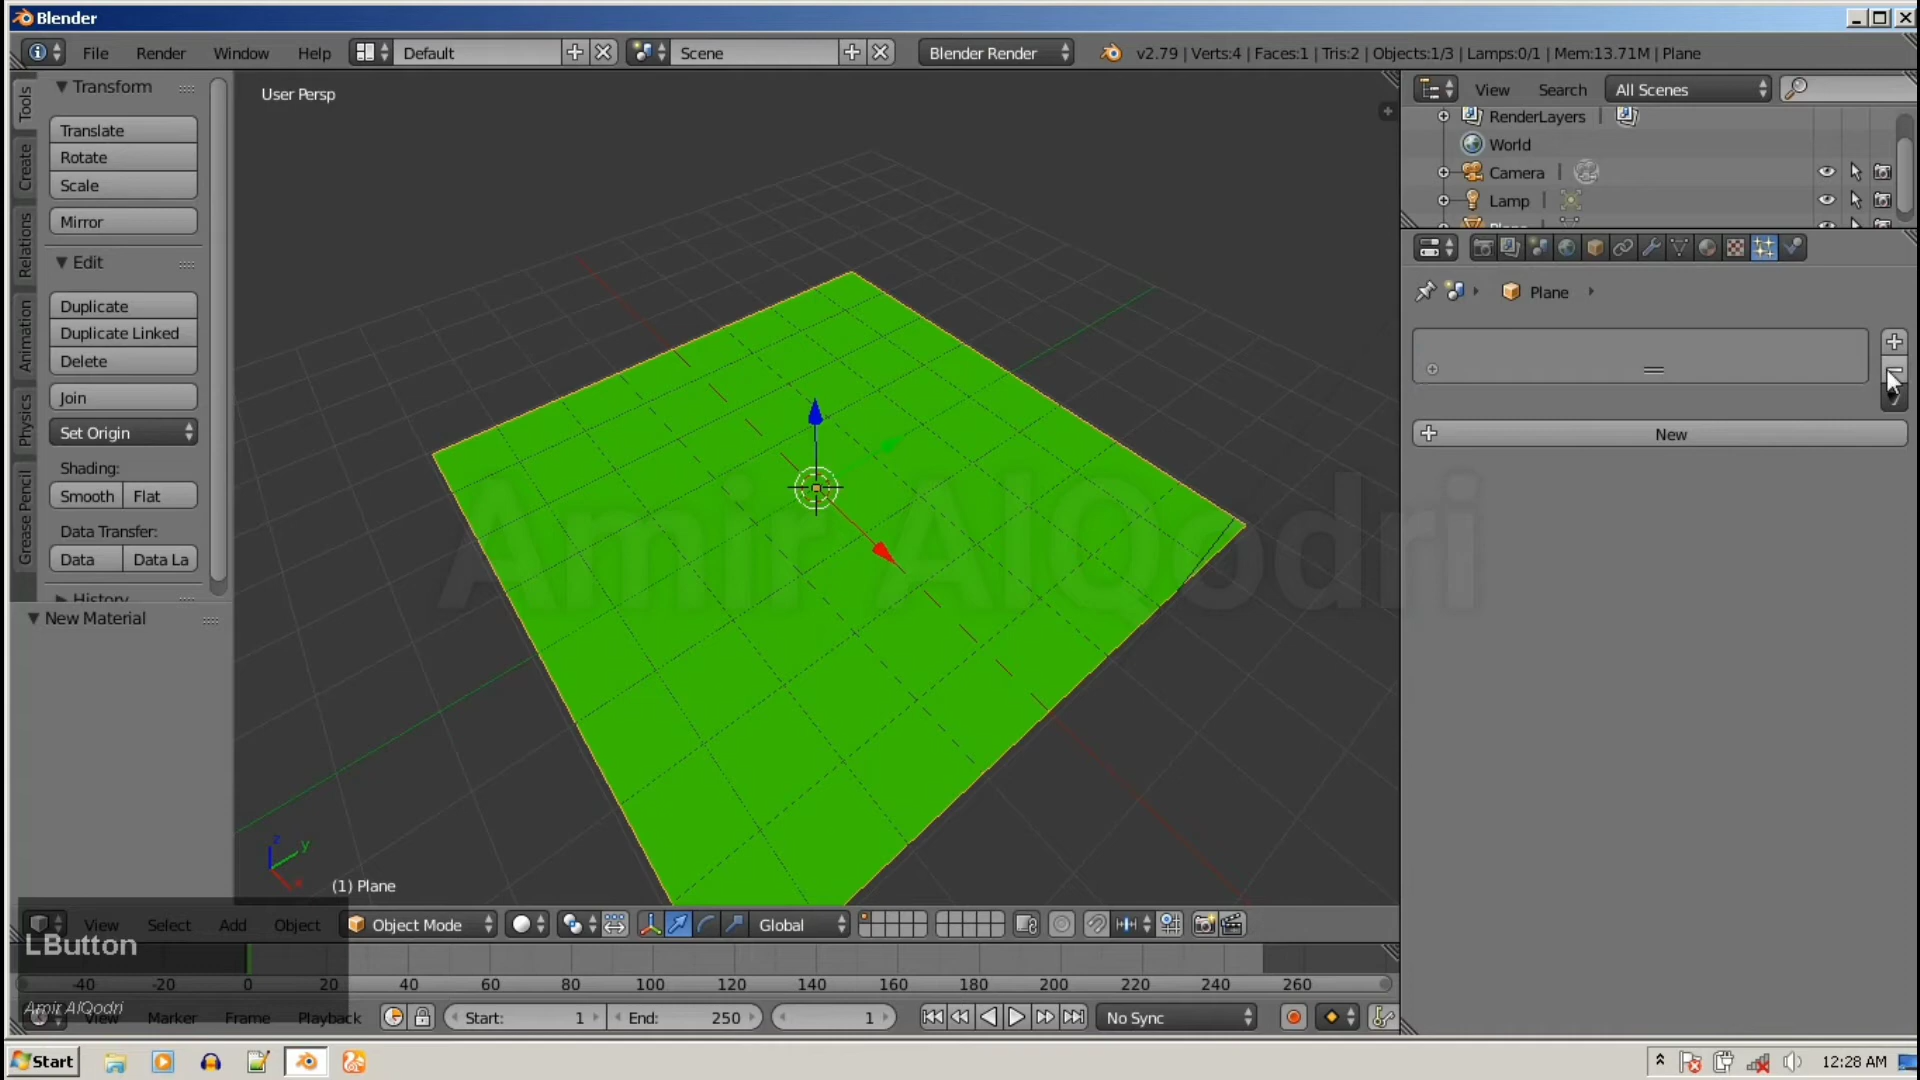 Blender
File Render Window Help Default Scene Blender Render v2.79 | Verts:4 | Faces:1 | Tris:2 | Objects:1/3 | Lamps:0/1 | Mem:13.71M | Plane
Transform
Translate
Rotate
Scale
Mirror
Edit
Duplicate
Duplicate Linked
Delete
Join
Set Origin
Shading:
Smooth Flat
Data Transfer:
Data Data La
History
New Material
Tools
Create
Relations
Animation
Physics
Grease Pencil
User Persp
Amir AlQodri
z
y
x
(1) Plane
View Search All Scenes
RenderLayers
World
Camera
Lamp
Plane
Plane
New
View Select Add Object Object Mode Global
LButton
-40 -20 0 20 40 60 80 100 120 140 160 180 200 220 240 260
Amir AlQodri
View Marker Frame Playback Start: 1 End: 250 1 No Sync
Start 12:28 AM